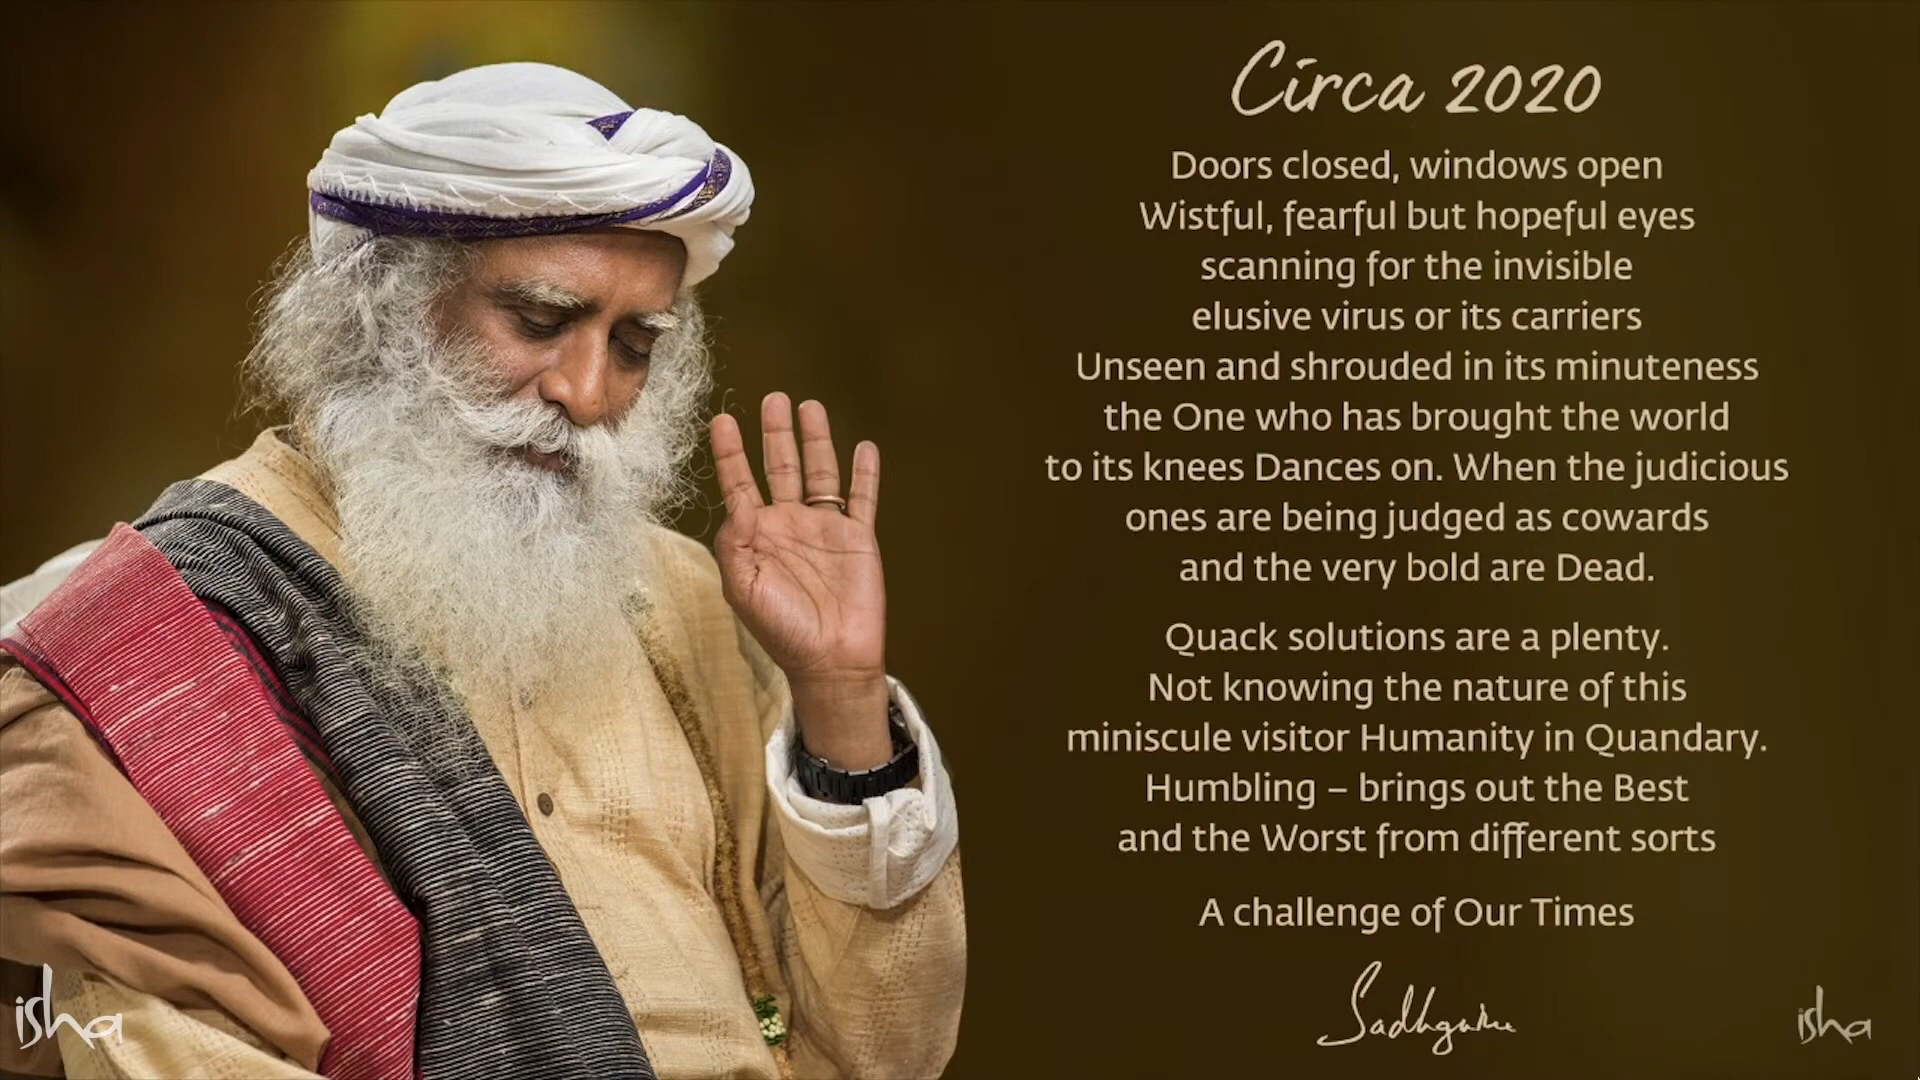 Circa 2020
Doors closed, windows open
Wistful, fearful but hopeful eyes
scanning for the invisible
elusive virus or its carriers
Unseen and shrouded in its minuteness
the One who has brought the world
to its knees Dances on. When the judicious
ones are being judged as cowards
and the very bold are Dead.
Quack solutions are a plenty.
Not knowing the nature of this
miniscule visitor Humanity in Quandary.
Humbling – brings out the Best
and the Worst from different sorts
A challenge of Our Times
Sadhguru
isha
isha